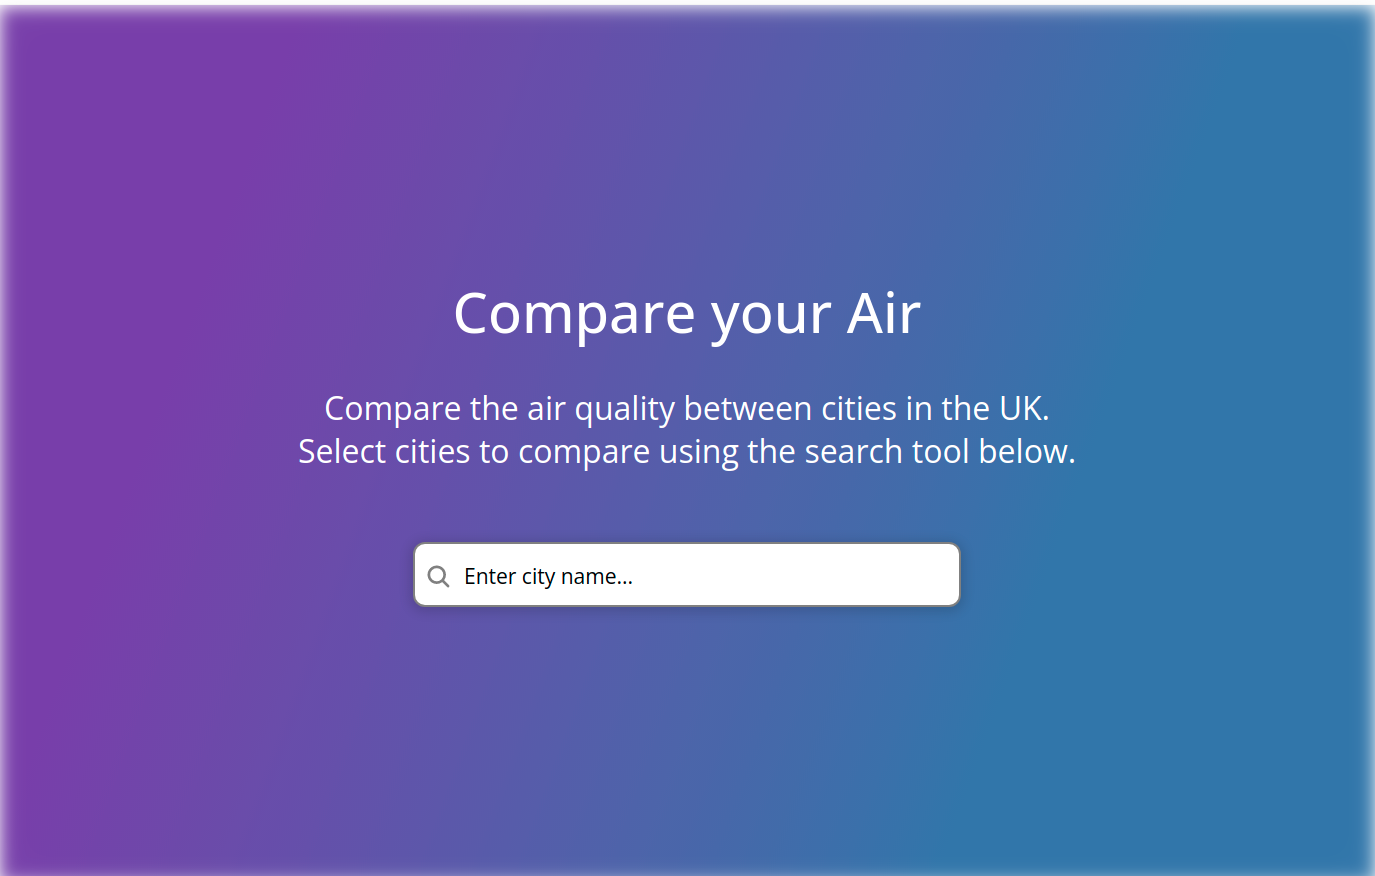 Compare your Air
Compare the air quality between cities in the UK.
Select cities to compare using the search tool below.
Enter city name...